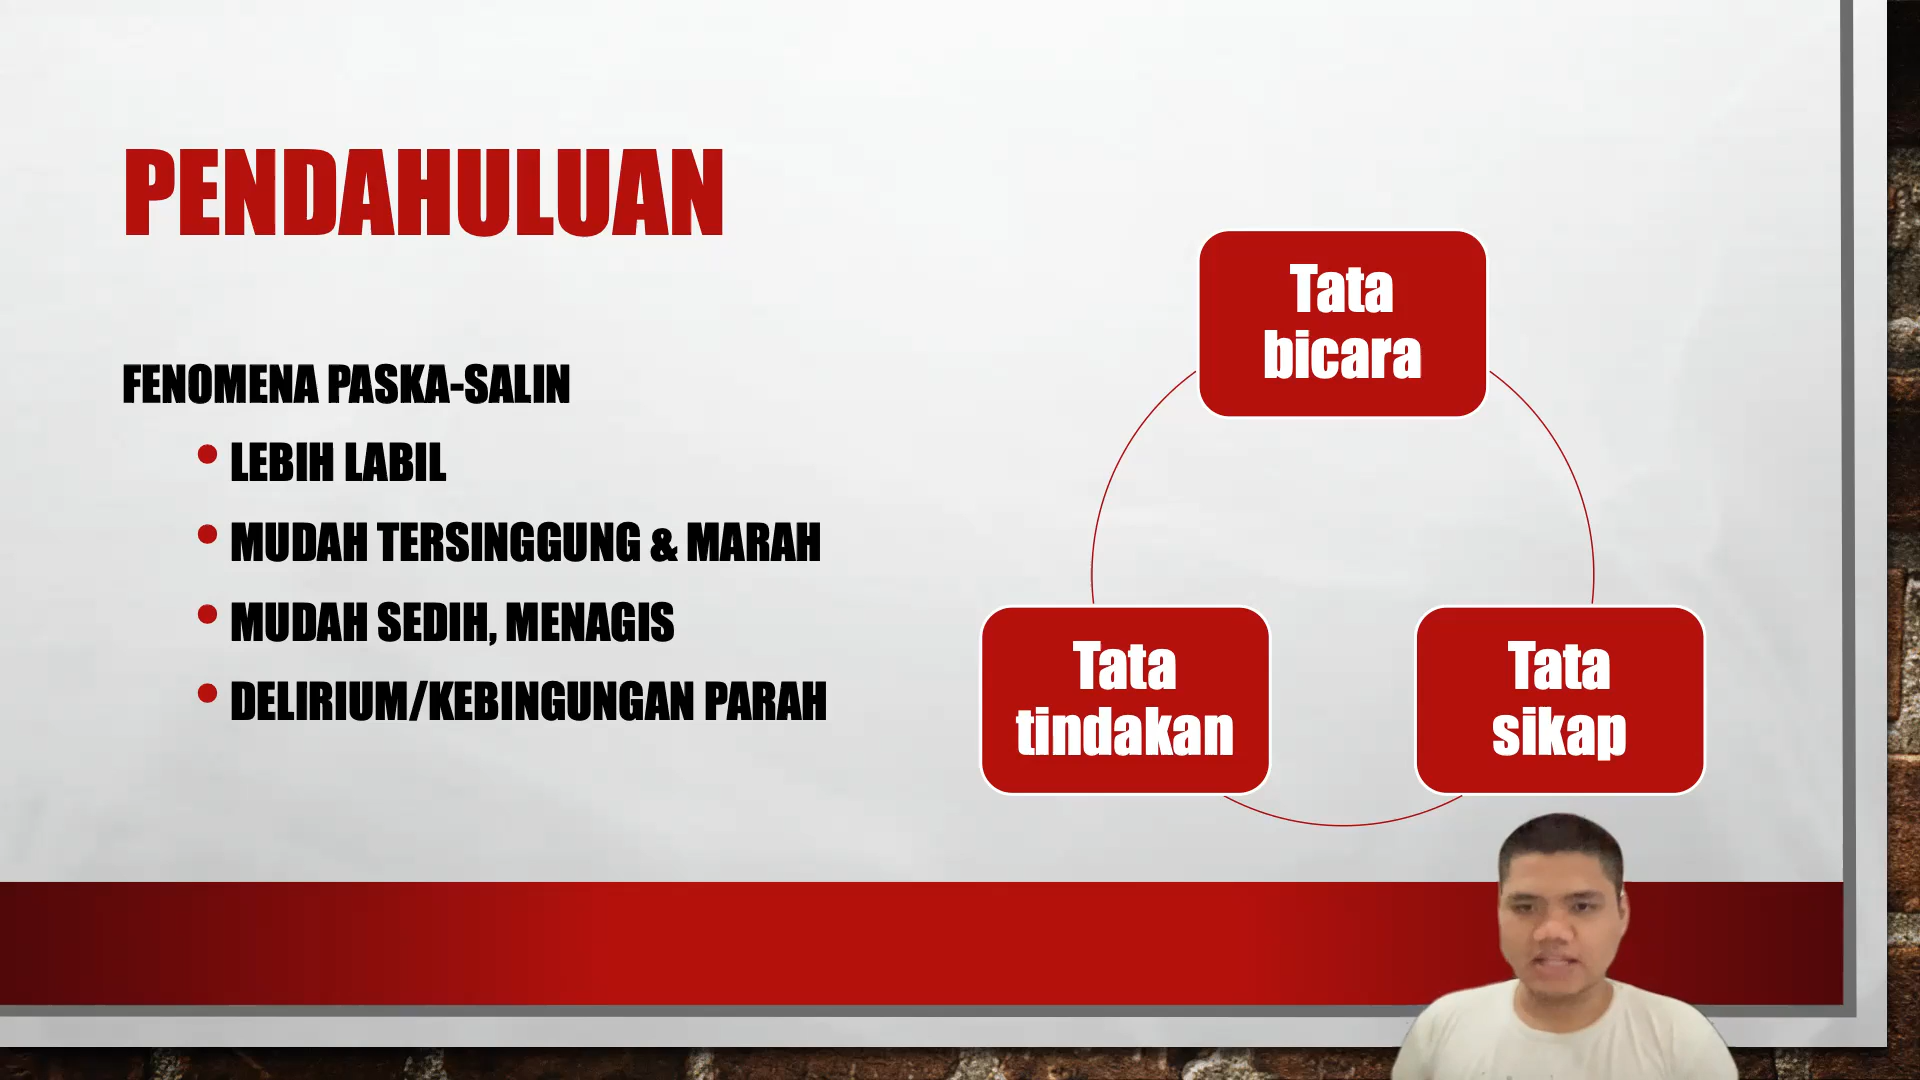 PENDAHULUAN
FENOMENA PASKA-SALIN
• LEBIH LABIL
• MUDAH TERSINGGUNG & MARAH
• MUDAH SEDIH, MENAGIS
• DELIRIUM/KEBINGUNGAN PARAH
Tata
bicara
Tata
tindakan
Tata
sikap